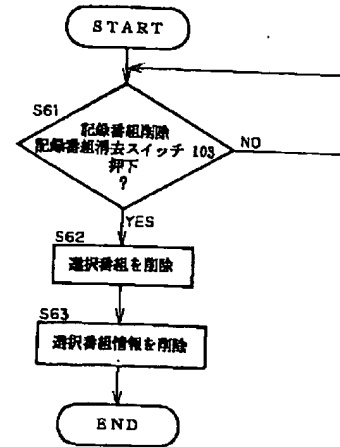 START
S61
記録番組削除
記録番組消去スイッチ 103
押下
?
NO
YES
S62
選択番組を削除
S63
選択番組情報を削除
END